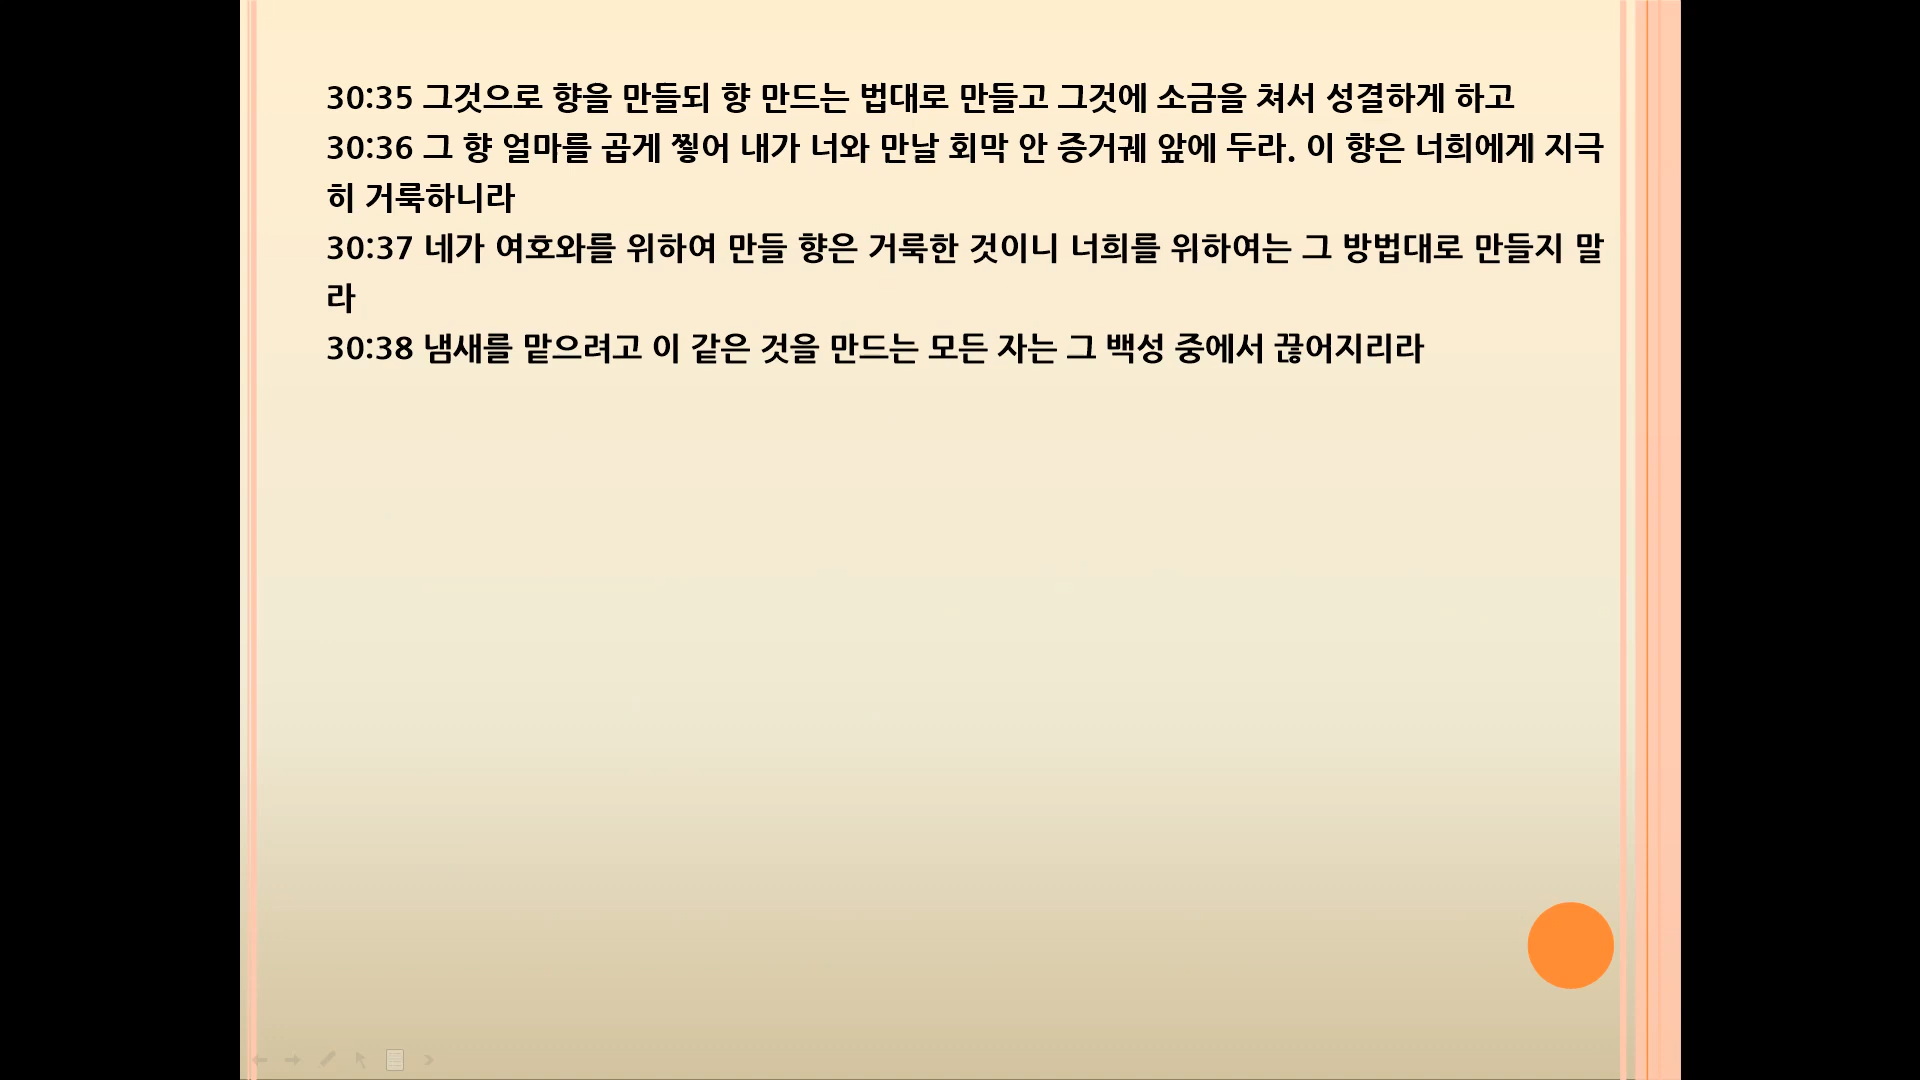 30:35 그것으로 향을 만들되 향 만드는 법대로 만들고 그것에 소금을 쳐서 성결하게 하고
30:36 그 향 얼마를 곱게 찧어 내가 너와 만날 회막 안 증거궤 앞에 두라. 이 향은 너희에게 지극
히 거룩하니라
30:37 네가 여호와를 위하여 만들 향은 거룩한 것이니 너희를 위하여는 그 방법대로 만들지 말
라
30:38 냄새를 맡으려고 이 같은 것을 만드는 모든 자는 그 백성 중에서 끊어지리라